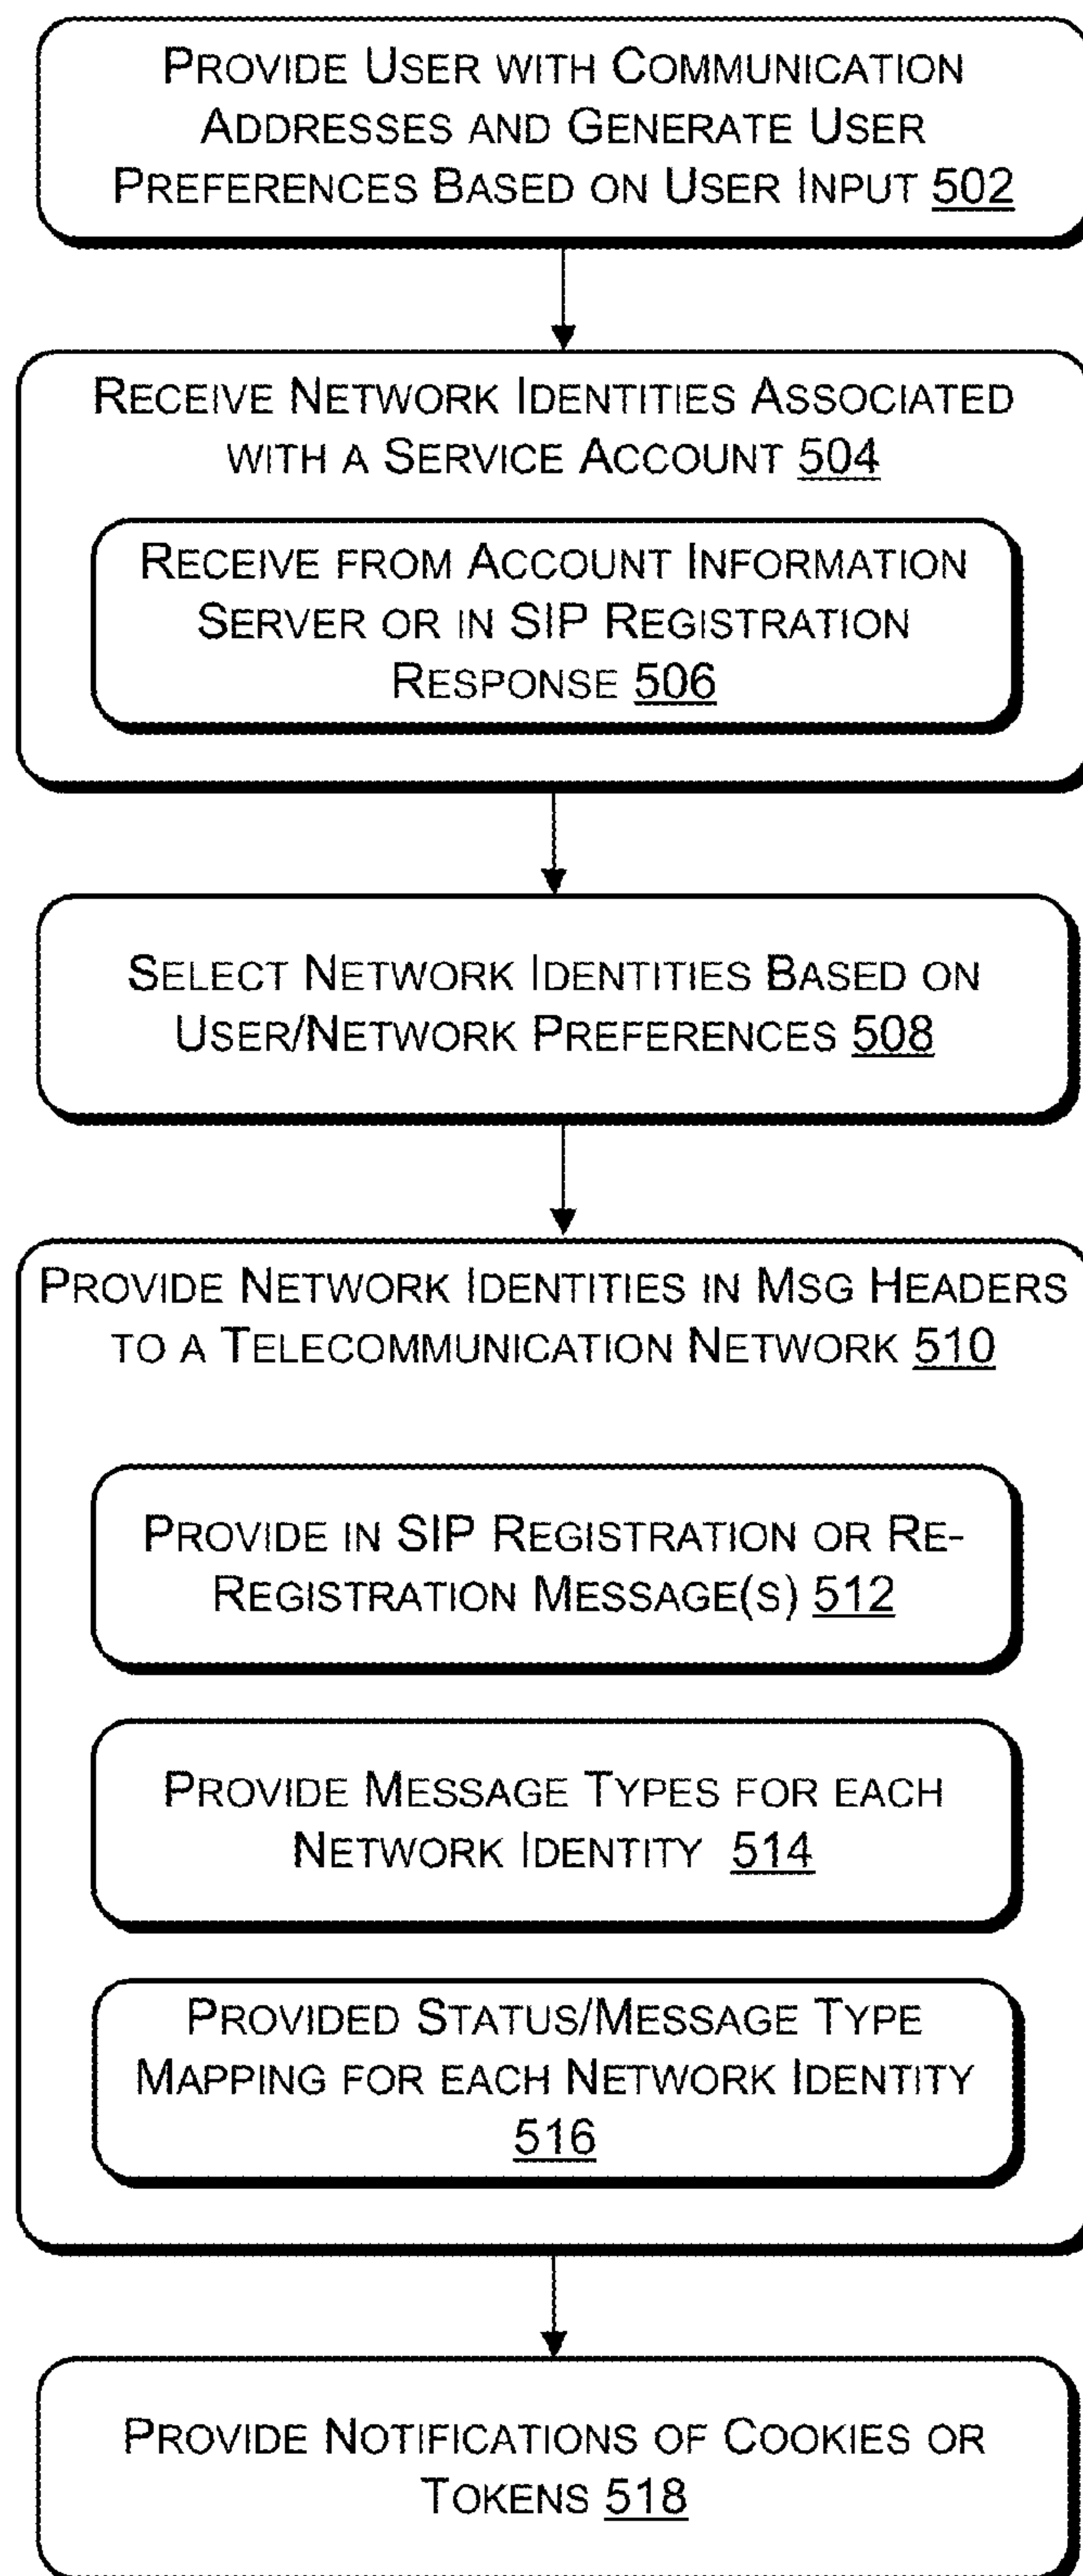 PROVIDE USER WITH COMMUNICATION
ADDRESSES AND GENERATE USER
PREFERENCES BASED ON USER INPUT 502
RECEIVE NETWORK IDENTITIES ASSOCIATED
WITH A SERVICE ACCOUNT 504
RECEIVE FROM ACCOUNT INFORMATION
SERVER OR IN SIP REGISTRATION
RESPONSE 506
SELECT NETWORK IDENTITIES BASED ON
USER/NETWORK PREFERENCES 508
PROVIDE NETWORK IDENTITIES IN MSG HEADERS
TO A TELECOMMUNICATION NETWORK 510
PROVIDE IN SIP REGISTRATION OR RE-
REGISTRATION MESSAGE(S) 512
PROVIDE MESSAGE TYPES FOR EACH
NETWORK IDENTITY 514
PROVIDED STATUS/MESSAGE TYPE
MAPPING FOR EACH NETWORK IDENTITY
516
PROVIDE NOTIFICATIONS OF COOKIES OR
TOKENS 518